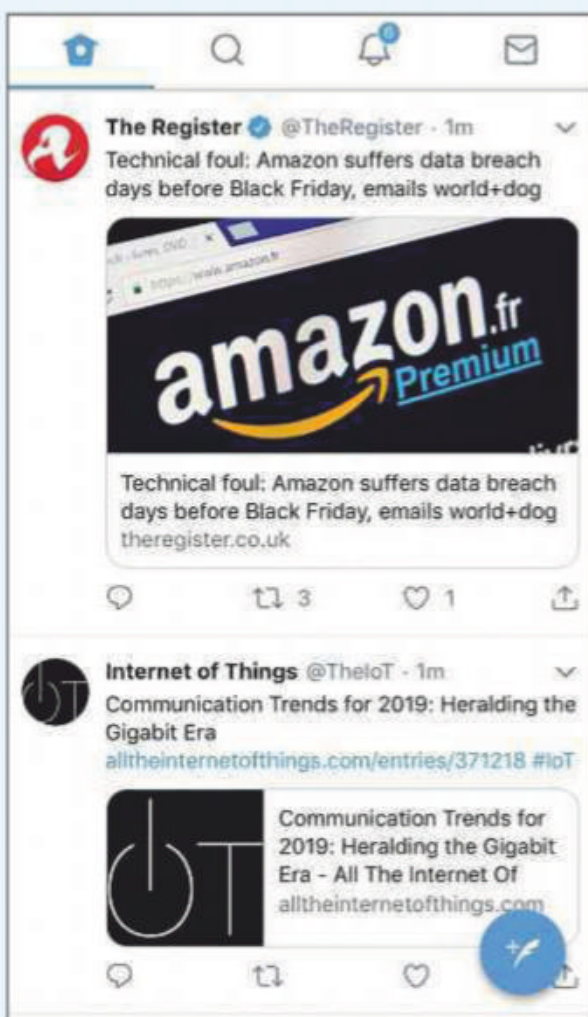 6
The Register @TheRegister · 1m
Technical foul: Amazon suffers data breach
days before Black Friday, emails world+dog
DVD
https://www.amazon.fr
amazon.fr
Premium
Technical foul: Amazon suffers data breach
days before Black Friday, emails world+dog
theregister.co.uk
3
1
Internet of Things @TheIoT · 1m
Communication Trends for 2019: Heralding the
Gigabit Era
alltheinternetofthings.com/entries/371218 #IoT
Communication Trends for
2019: Heralding the Gigabit
Era - All The Internet Of
alltheinternetofthings.com